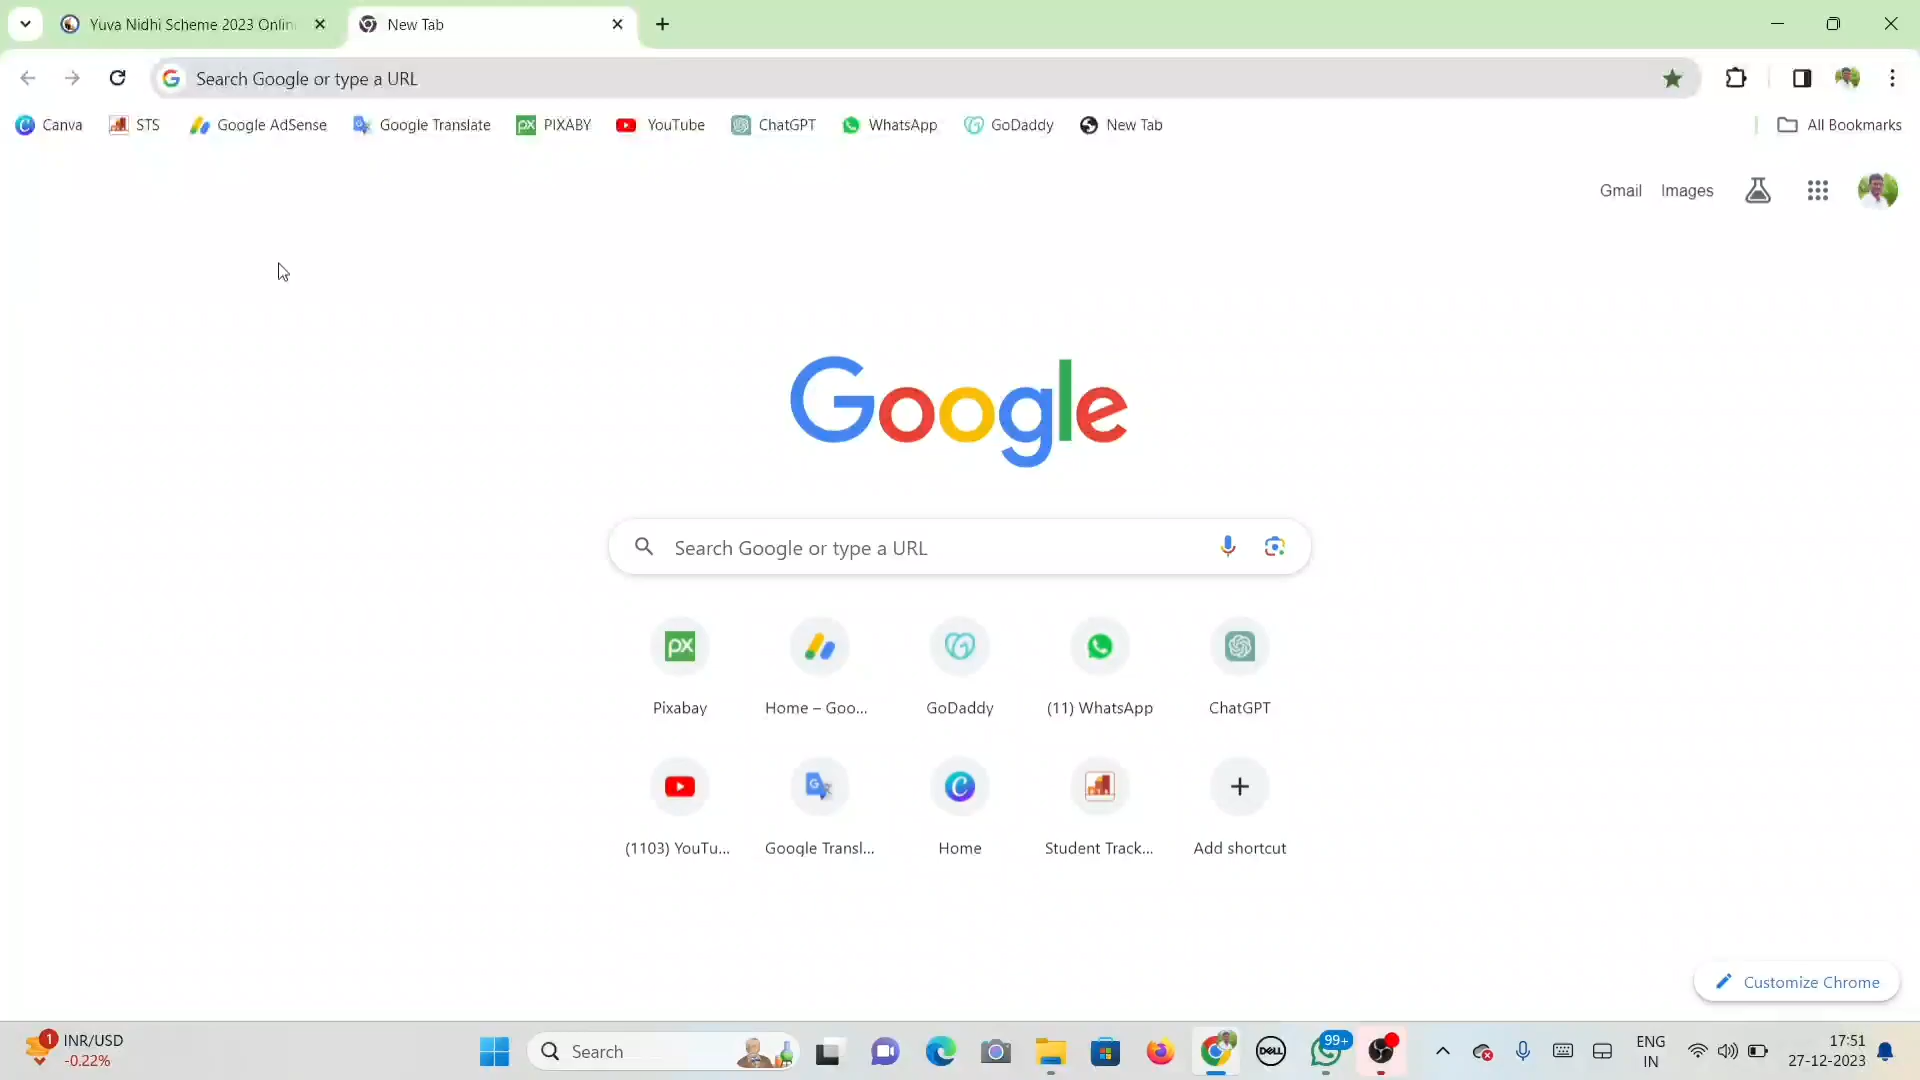 Yuva Nidhi Scheme 2023 Onlin
New Tab
Search Google or type a URL
Canva
STS
Google AdSense
Google Translate
PIXABY
YouTube
ChatGPT
WhatsApp
GoDaddy
New Tab
All Bookmarks
Gmail
Images
Google
Search Google or type a URL
px
Pixabay
Home – Goo...
GoDaddy
(11) WhatsApp
ChatGPT
(1103) YouTu...
Google Transl...
Home
Student Track...
Add shortcut
Customize Chrome
1
INR/USD
-0.22%
Search
DELL
99+
ENG
IN
17:51
27-12-2023